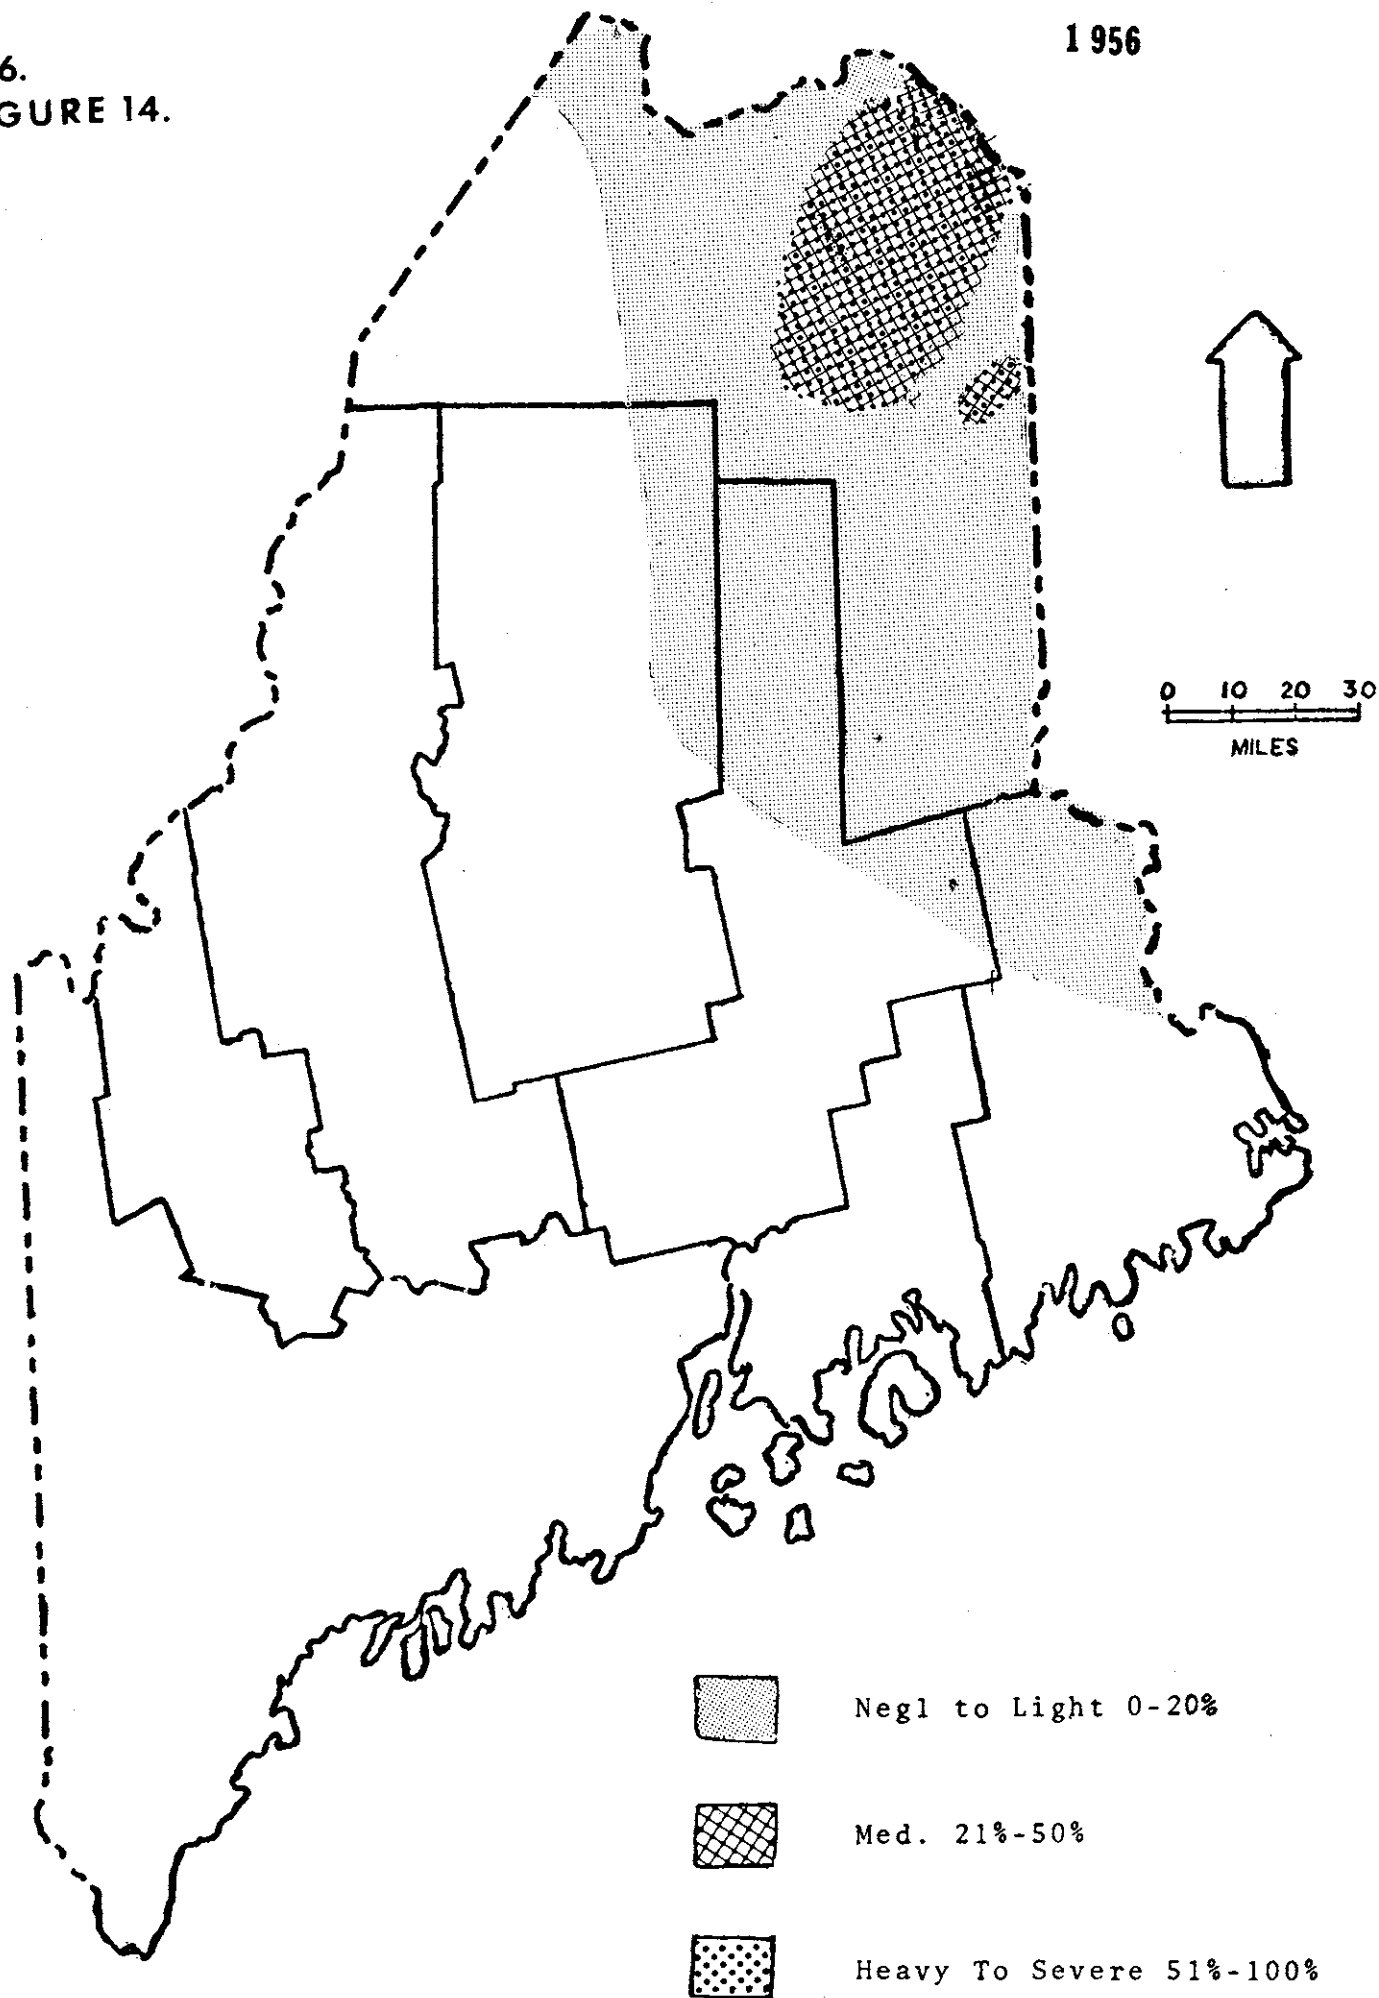 6.
GURE 14.
1956
0 10 20 30
MILES
Negl to Light 0-20%
Med. 21%-50%
Heavy To Severe 51%-100%